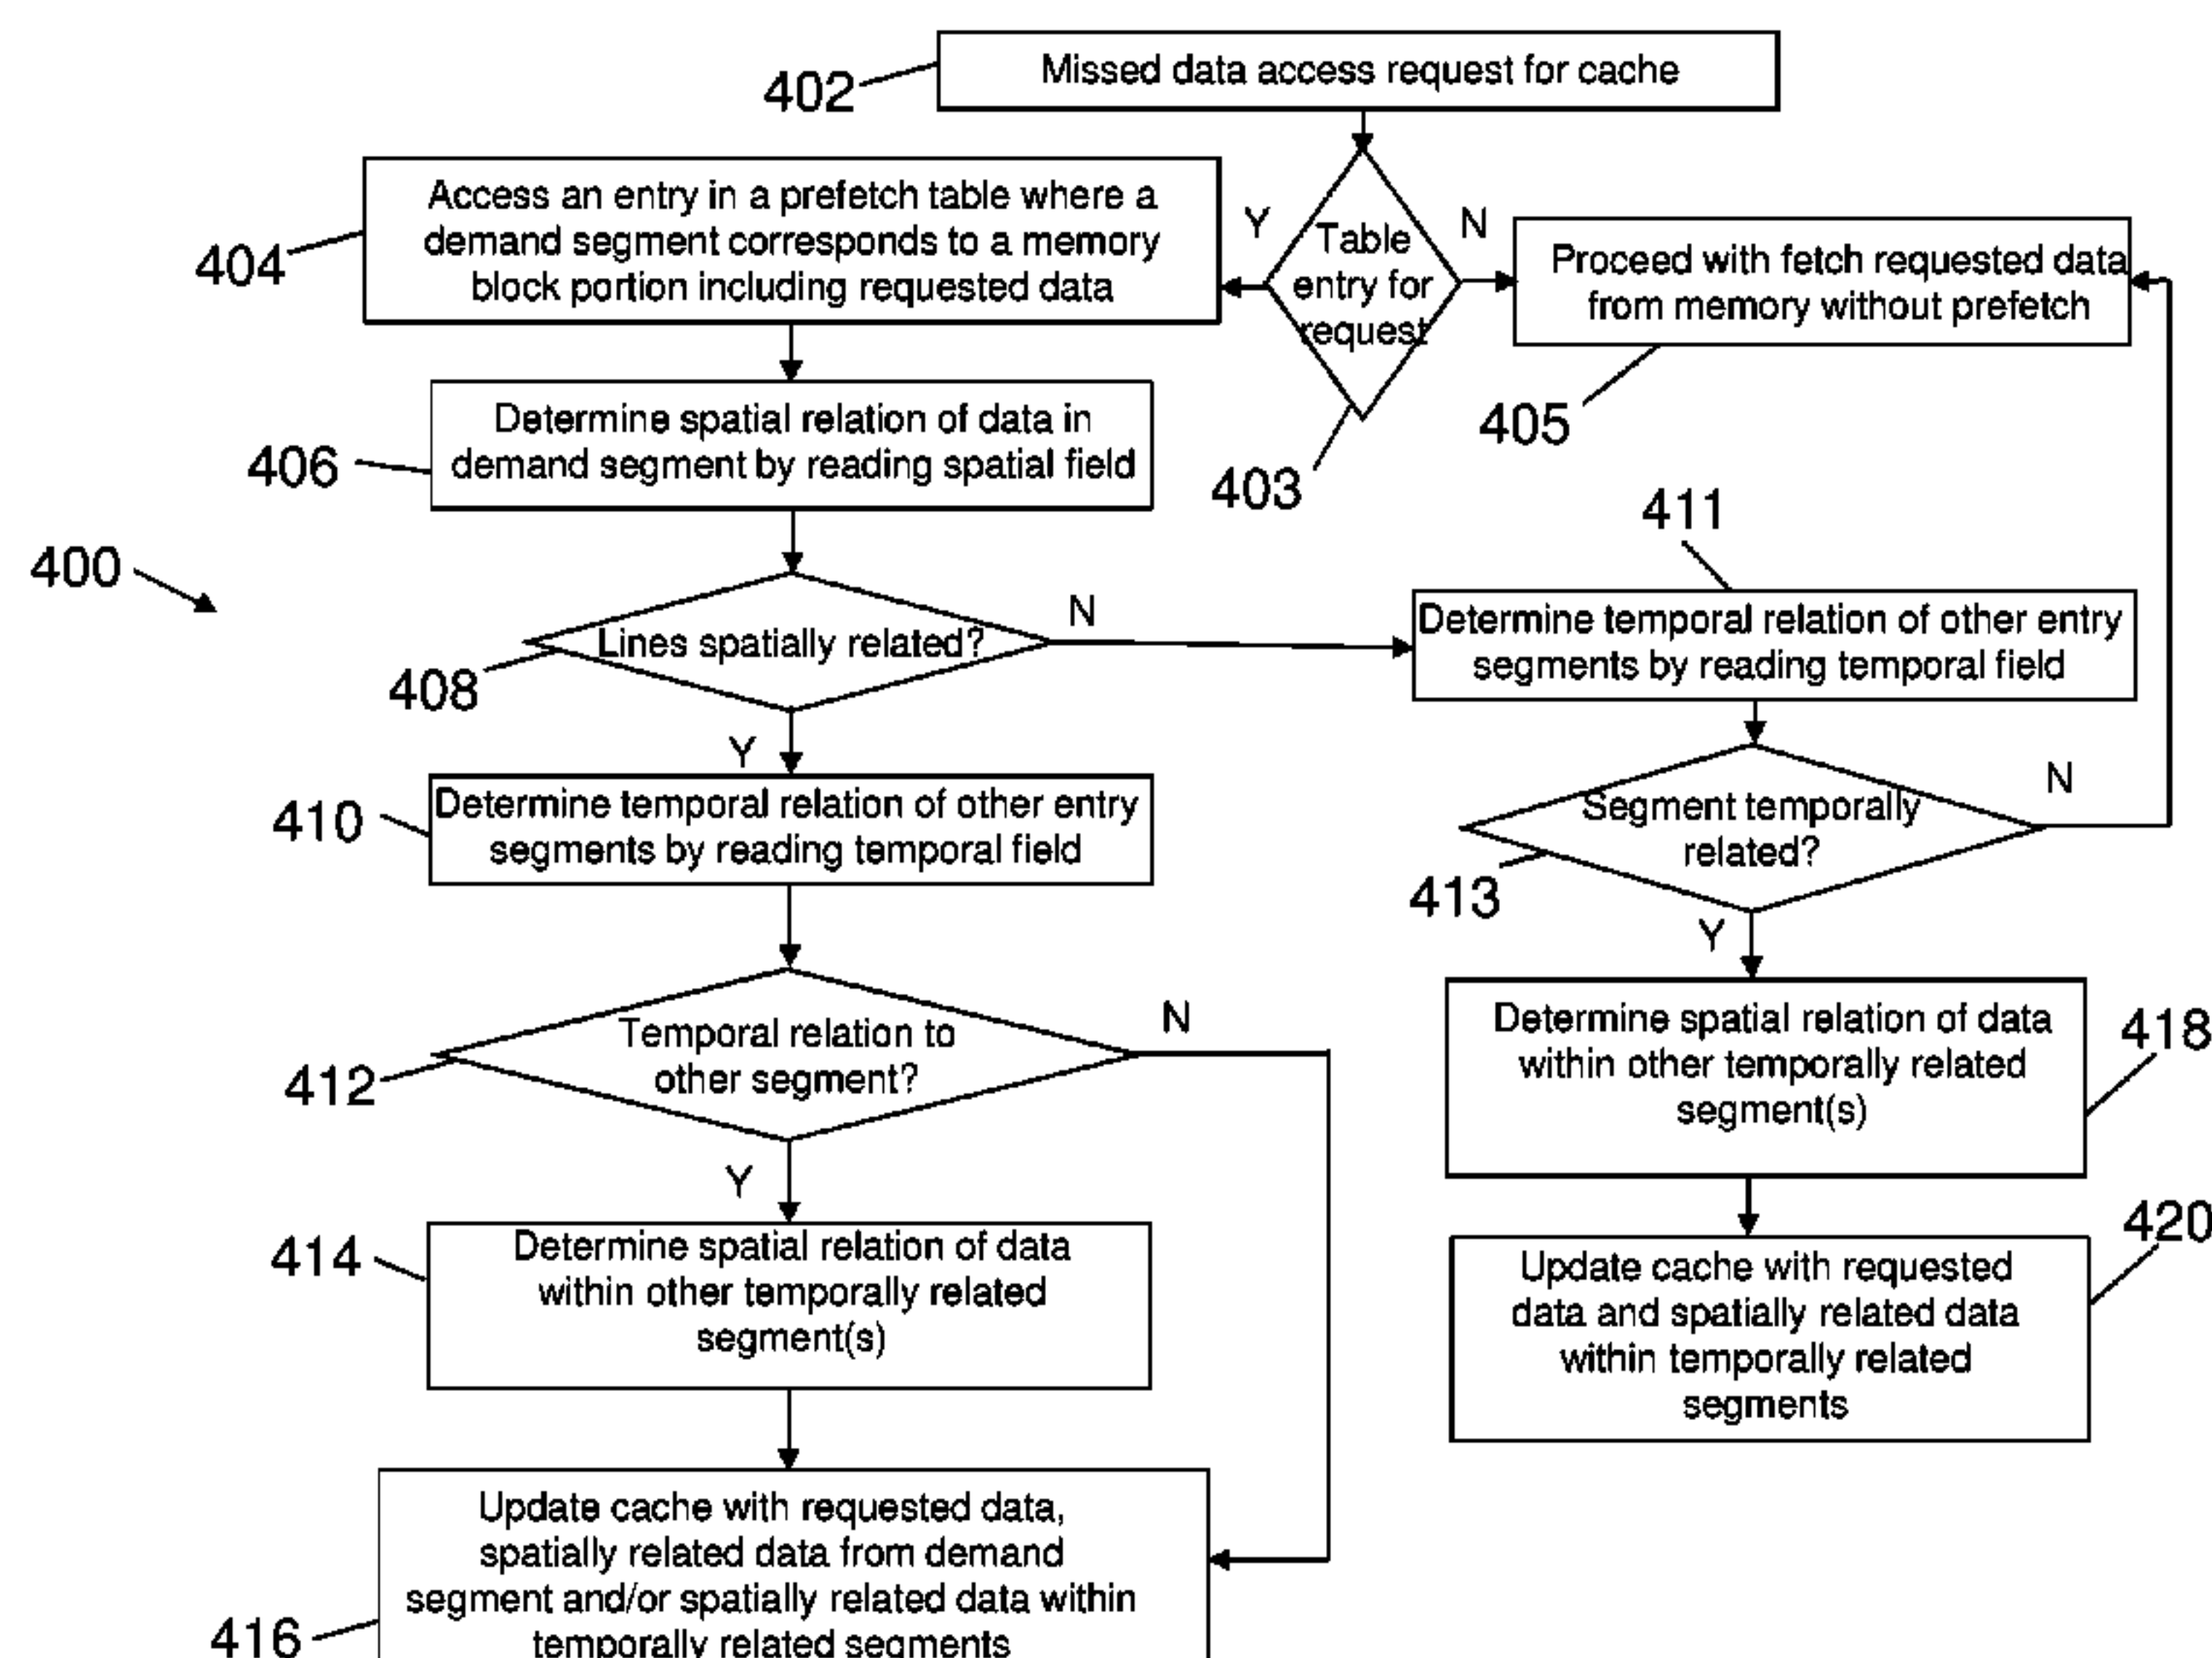 Missed data access request for cache
402
Access an entry in a prefetch table where a
demand segment corresponds to a memory
block portion including requested data
404
Y
Table
entry for
request
N
403
Proceed with fetch requested data
from memory without prefetch
405
Determine spatial relation of data in
demand segment by reading spatial field
406
400
Lines spatially related?
408
N
Y
411
Determine temporal relation of other entry
segments by reading temporal field
Determine temporal relation of other entry
segments by reading temporal field
410
Segment temporally
related?
413
N
Y
Temporal relation to
other segment?
412
N
Y
Determine spatial relation of data
within other temporally related
segment(s)
418
Determine spatial relation of data
within other temporally related
segment(s)
414
Update cache with requested
data and spatially related data
within temporally related
segments
420
Update cache with requested data,
spatially related data from demand
segment and/or spatially related data within
temporally related segments
416